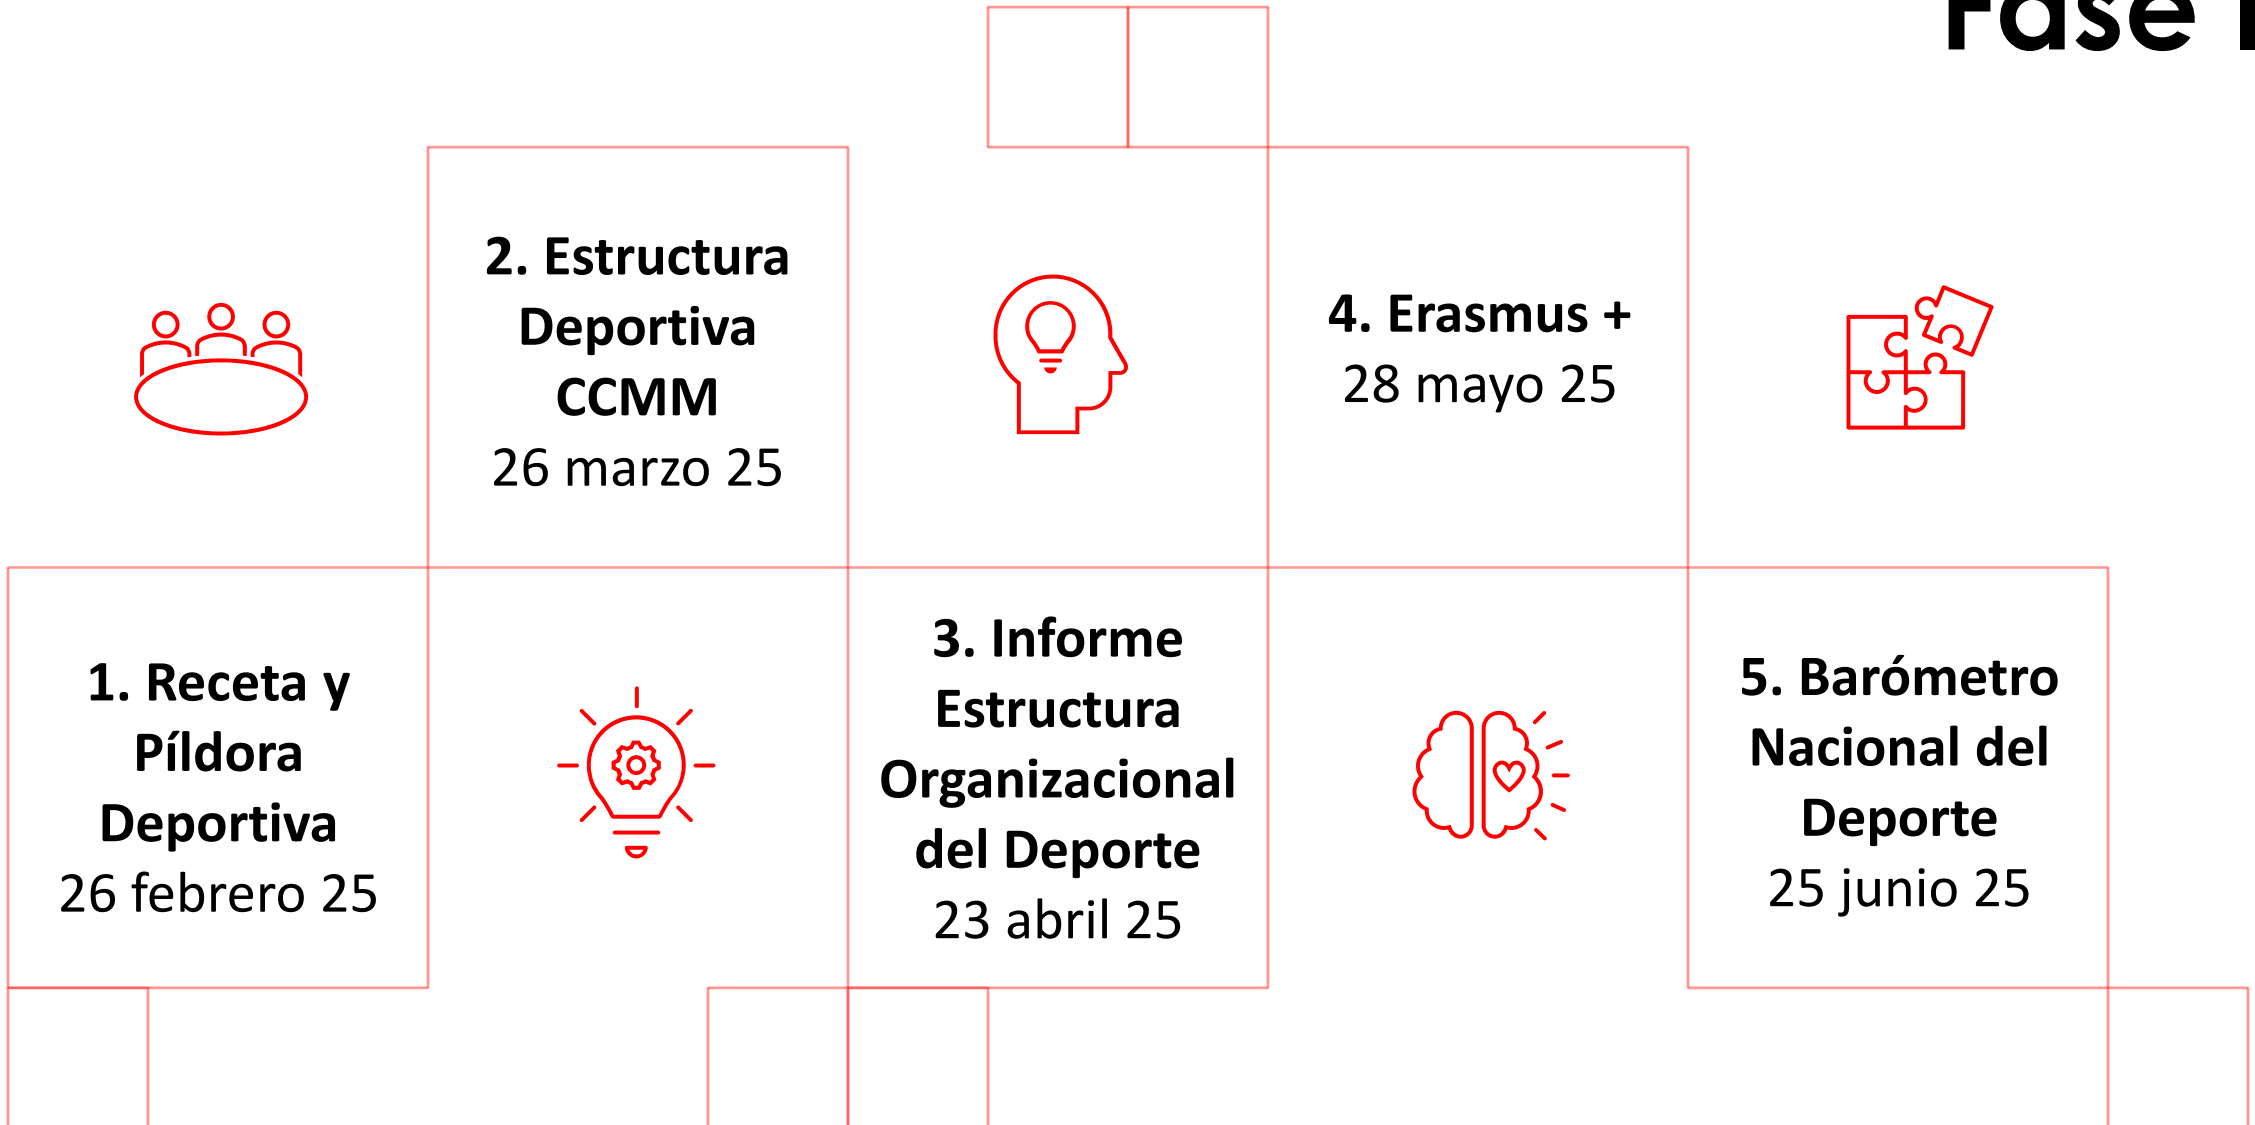 Fase
1. Receta y
Píldora
Deportiva
26 febrero 25
2. Estructura
Deportiva
CCMM
26 marzo 25
3. Informe
Estructura
Organizacional
del Deporte
23 abril 25
4. Erasmus +
28 mayo 25
5. Barómetro
Nacional del
Deporte
25 junio 25